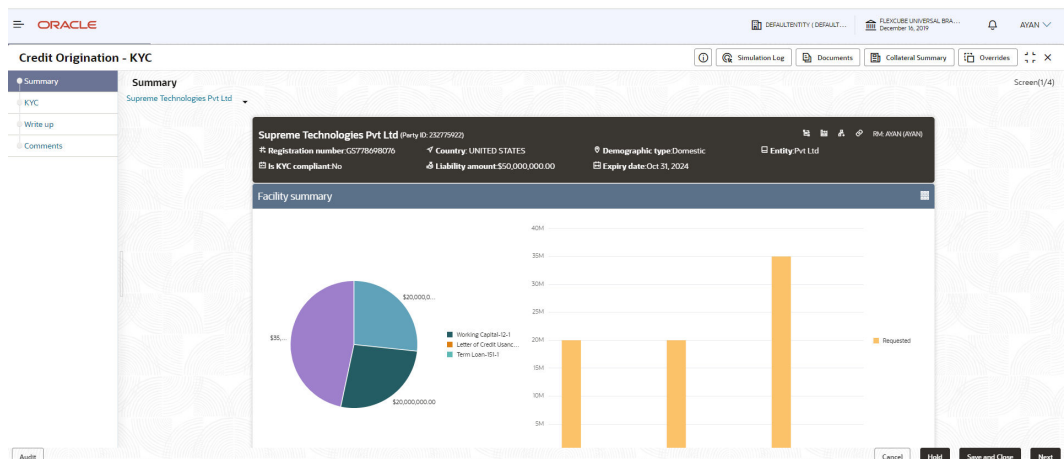 ORACLE
DEFAULTENTITY ( DEFAULT...
FLEXCUBE UNIVERSAL BRA...
December 16, 2019
AYAN
Credit Origination - KYC
Simulation Log
Documents
Collateral Summary
Overrides
Summary
KYC
Write up
Comments
Summary
Screen(1/4)
Supreme Technologies Pvt Ltd
Supreme Technologies Pvt Ltd (Party ID: 232775922)
RM: AYAN (AYAN)
Registration number:GS778698076
Country: UNITED STATES
Demographic type:Domestic
Entity:Pvt Ltd
Is KYC compliant:No
Liability amount:$50,000,000.00
Expiry date:Oct 31, 2024
Facility summary
$20,000,0...
$35,...
$20,000,000.00
Working Capital-12-1
Letter of Credit Usanc...
Term Loan-151-1
40M
35M
30M
25M
20M
15M
10M
5M
Requested
Audit
Cancel
Hold
Save and Close
Next